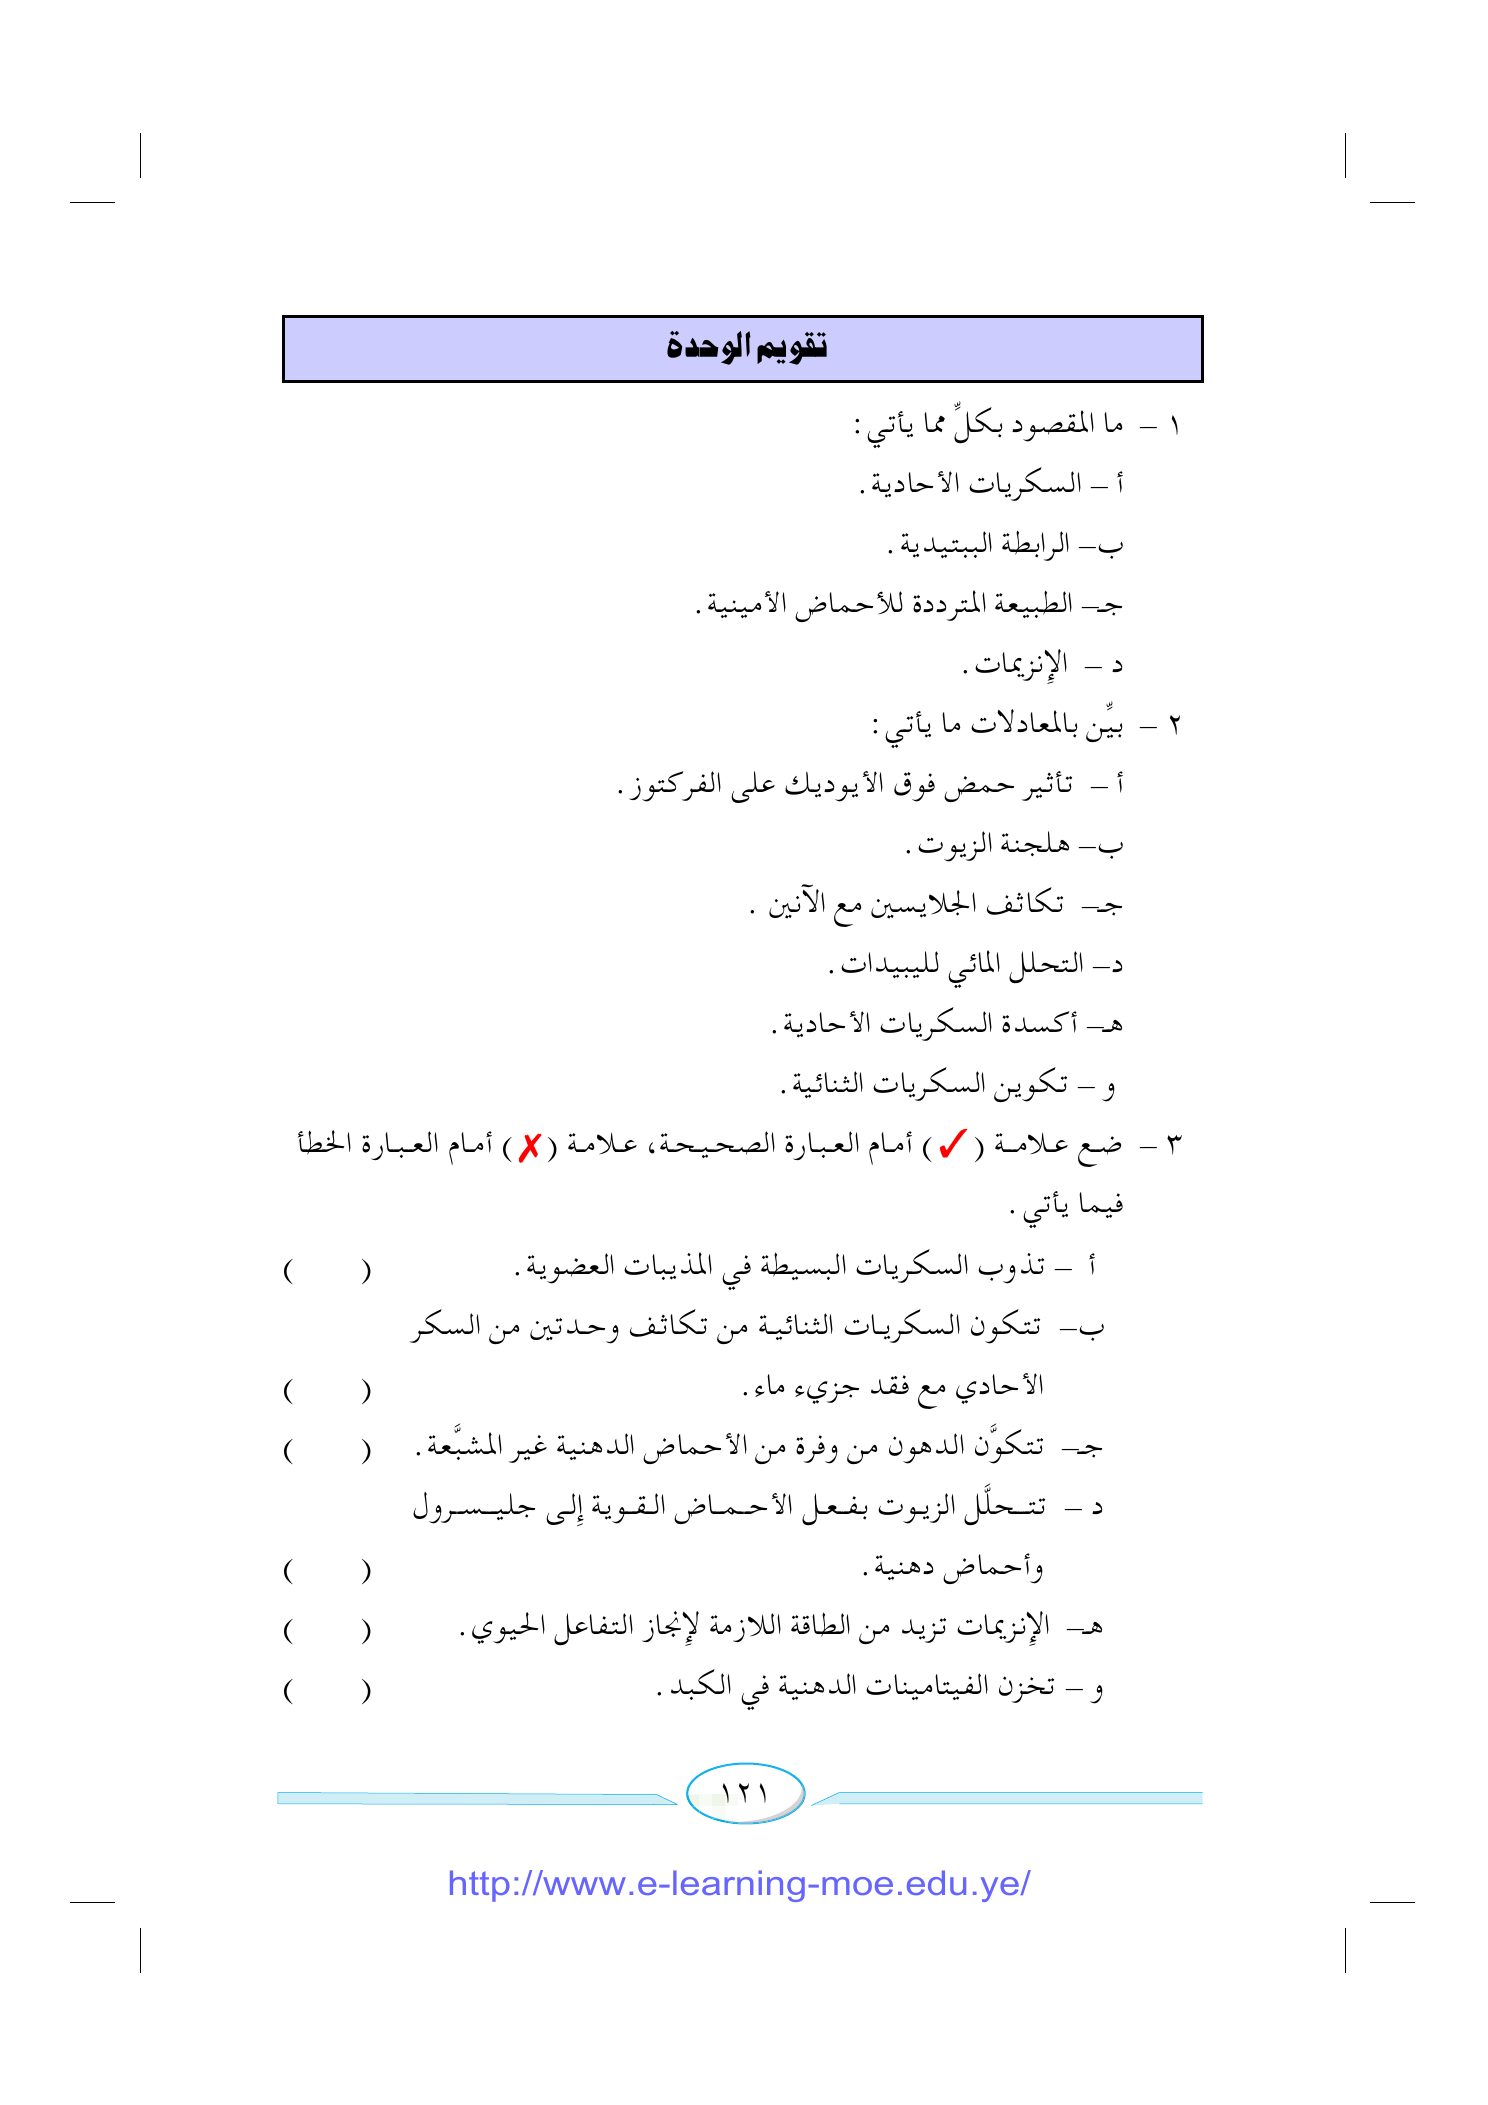 تقويم الوحدة
١ – ما المقصود بكلٍّ مما يأتي :
أ – السكريات الأحادية .
ب– الرابطة الببتيدية .
جـ– الطبيعة المترددة للأحماض الأمينية .
د – الإنزيمات .
٢ – بيِّن بالمعادلات ما يأتي :
أ – تأثير حمض فوق الأيوديك على الفركتوز .
ب– هلجنة الزيوت .
جـ– تكاثف الجلايسين مع الآنين .
د– التحلل المائي لليبيدات .
هـ– أكسدة السكريات الأحادية .
و – تكوين السكريات الثنائية .
٣ – ضع علامة ( ✓ ) أمام العبارة الصحيحة، علامة ( ✗ ) أمام العبارة الخطأ
فيما يأتي .
أ – تذوب السكريات البسيطة في المذيبات العضوية . ( )
ب– تتكون السكريات الثنائية من تكاثف وحدتين من السكر
الأحادي مع فقد جزيء ماء . ( )
جـ– تتكوَّن الدهون من وفرة من الأحماض الدهنية غير المشبَّعة . ( )
د – تتحلَّل الزيوت بفعل الأحماض القوية إلى جليسرول
وأحماض دهنية . ( )
هـ– الإنزيمات تزيد من الطاقة اللازمة لإنجاز التفاعل الحيوي . ( )
و – تخزن الفيتامينات الدهنية في الكبد . ( )
١٢١
http://www.e-learning-moe.edu.ye/